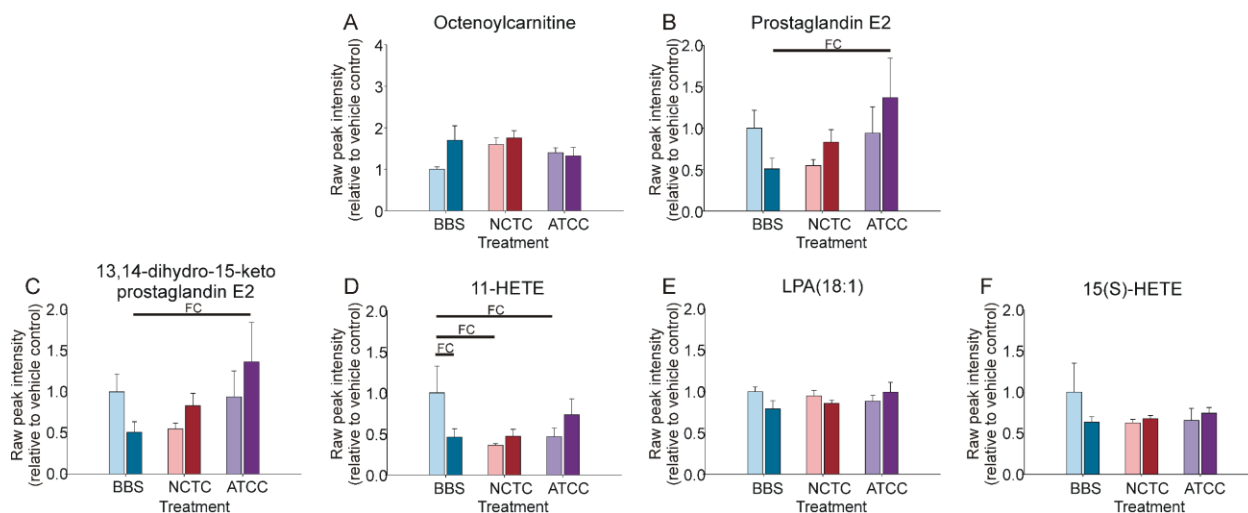 A
Octenoylcarnitine
Raw peak intensity
(relative to vehicle control)
4
3
2
1
0
BBS NCTC ATCC
Treatment
B
Prostaglandin E2
Raw peak intensity
(relative to vehicle control)
2.0
1.5
1.0
0.5
0.0
FC
BBS NCTC ATCC
Treatment
C
13,14-dihydro-15-keto
prostaglandin E2
Raw peak intensity
(relative to vehicle control)
2.0
1.5
1.0
0.5
0.0
FC
BBS NCTC ATCC
Treatment
D
11-HETE
Raw peak intensity
(relative to vehicle control)
2.0
1.5
1.0
0.5
0.0
FC
FC
FC
BBS NCTC ATCC
Treatment
E
LPA(18:1)
Raw peak intensity
(relative to vehicle control)
2.0
1.5
1.0
0.5
0.0
BBS NCTC ATCC
Treatment
F
15(S)-HETE
Raw peak intensity
(relative to vehicle control)
2.0
1.5
1.0
0.5
0.0
BBS NCTC ATCC
Treatment